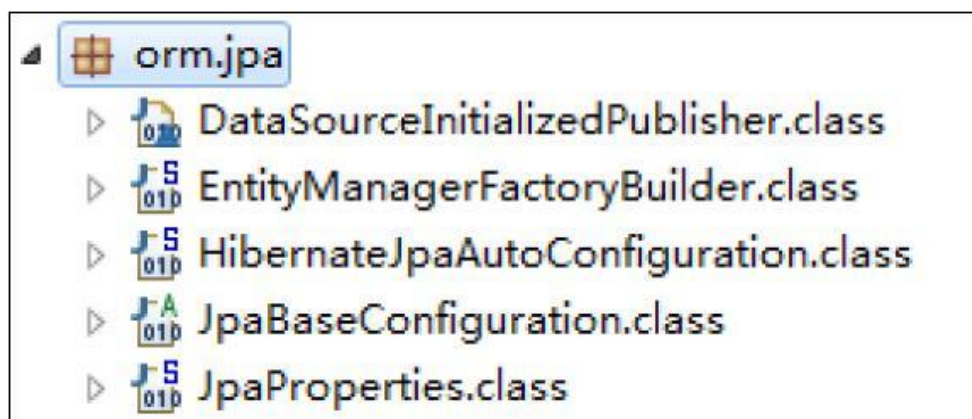 orm.jpa
DataSourceInitializedPublisher.class
EntityManagerFactoryBuilder.class
HibernateJpaAutoConfiguration.class
JpaBaseConfiguration.class
JpaProperties.class